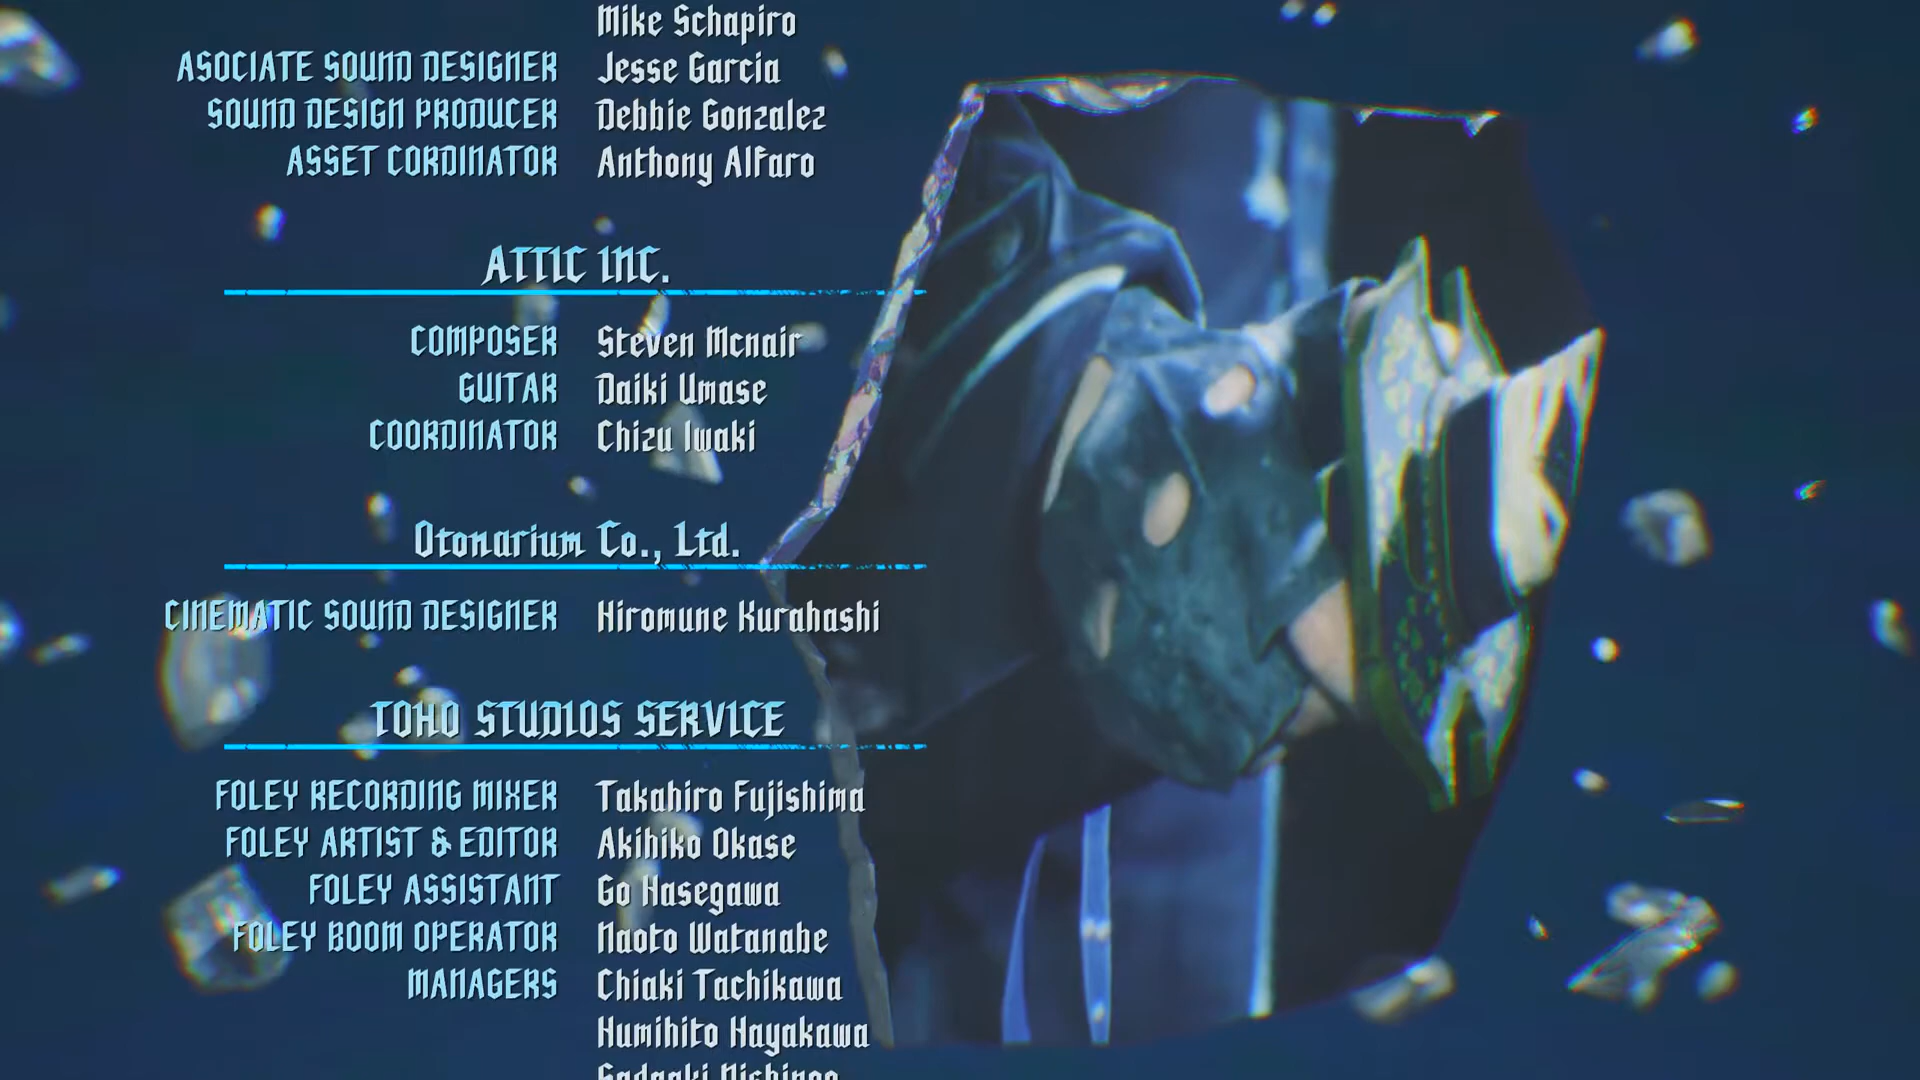 Mike Schapiro
ASOCIATE SOUND DESIGNER Jesse Garcia
SOUND DESIGN PRODUCER Debbie Gonzalez
ASSET CORDINATOR Anthony Alfaro
ATTIC INC.
COMPOSER Steven Mcnair
GUITAR Daiki Umase
COORDINATOR Chizu Iwaki
Otonarium Co., Ltd.
CINEMATIC SOUND DESIGNER Hiromune Kurahashi
TOHO STUDIOS SERVICE
FOLEY RECORDING MIXER Takahiro Fujishima
FOLEY ARTIST & EDITOR Akihiko Okase
FOLEY ASSISTANT Go Hasegawa
FOLEY BOOM OPERATOR Naoto Watanabe
MANAGERS Chiaki Tachikawa
Humihito Hayakawa